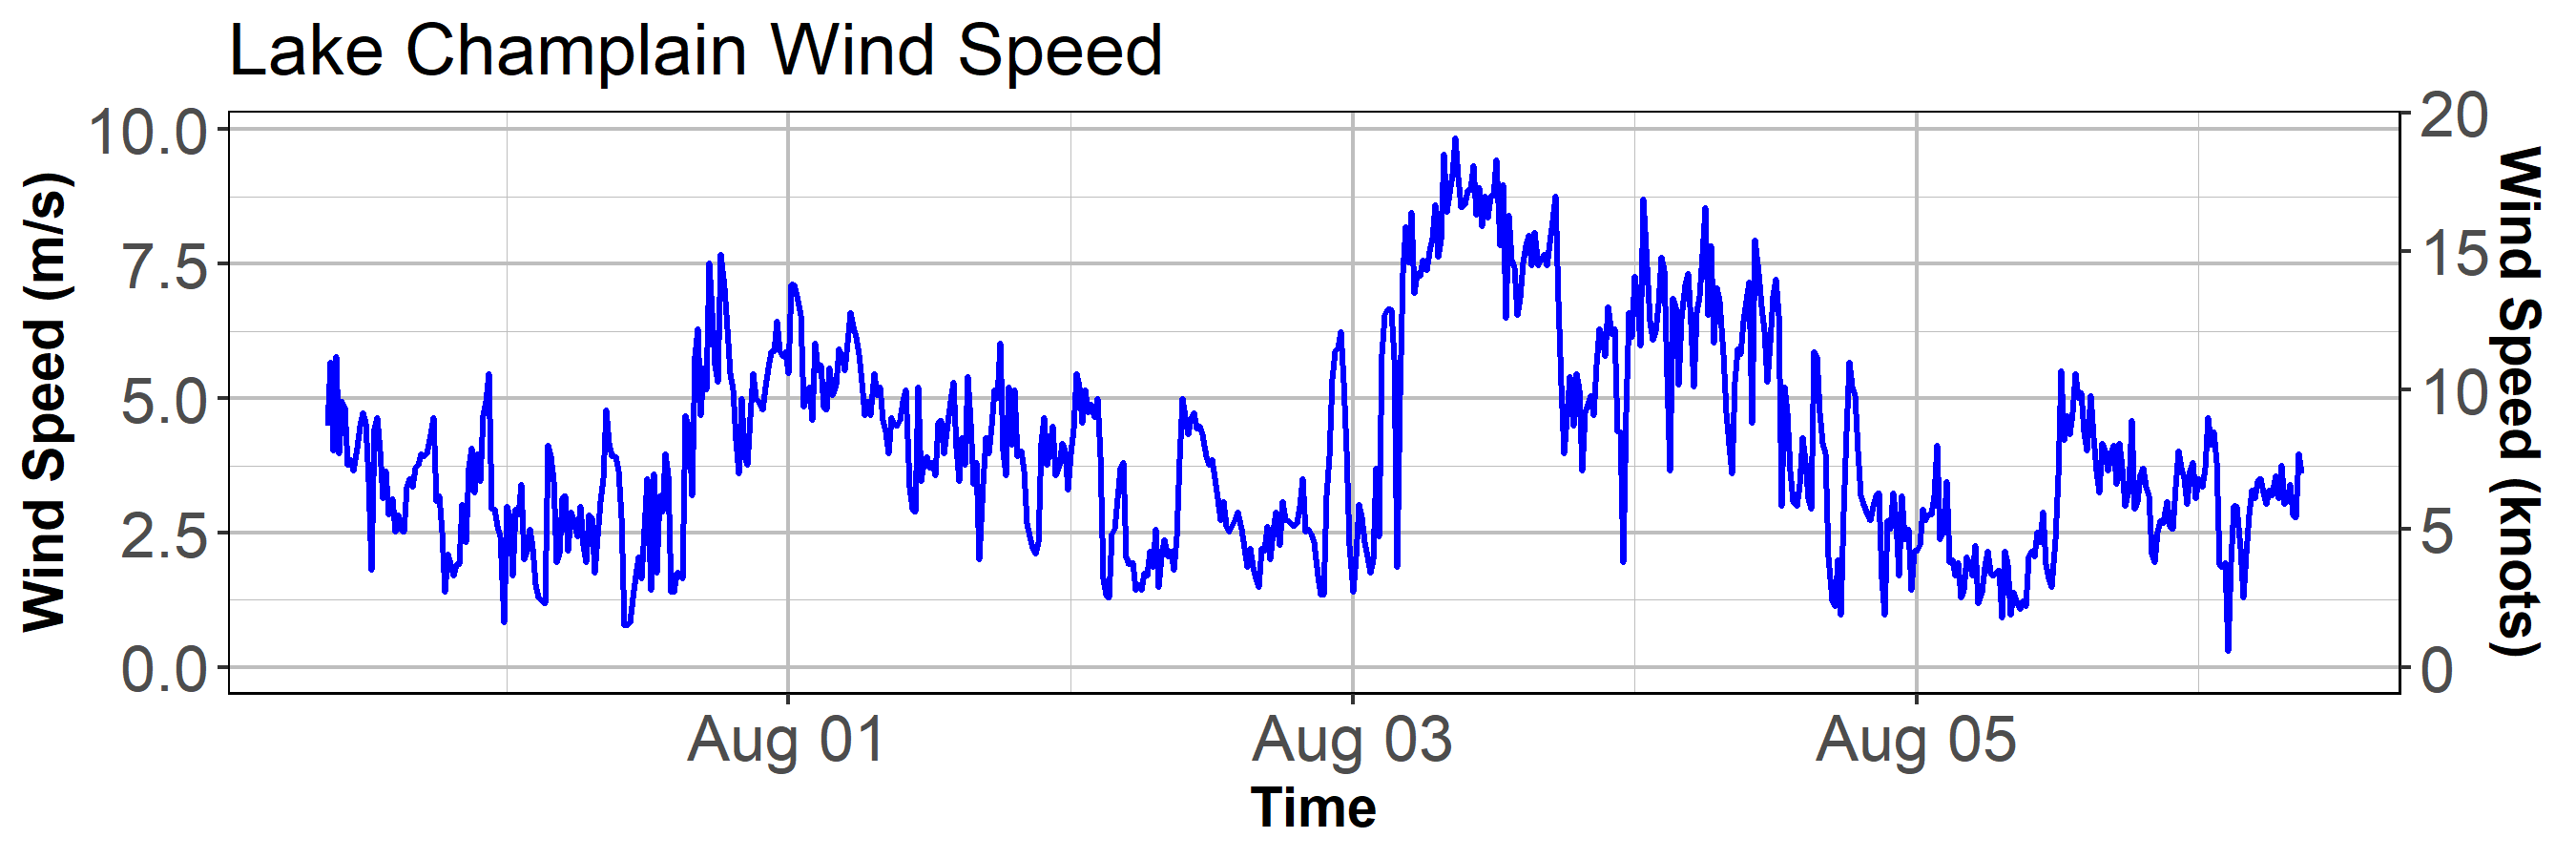 Lake Champlain Wind Speed
Wind Speed (m/s)
10.0
7.5
5.0
2.5
0.0
20
15
10
5
0
Wind Speed (knots)
Aug 01
Aug 03
Aug 05
Time